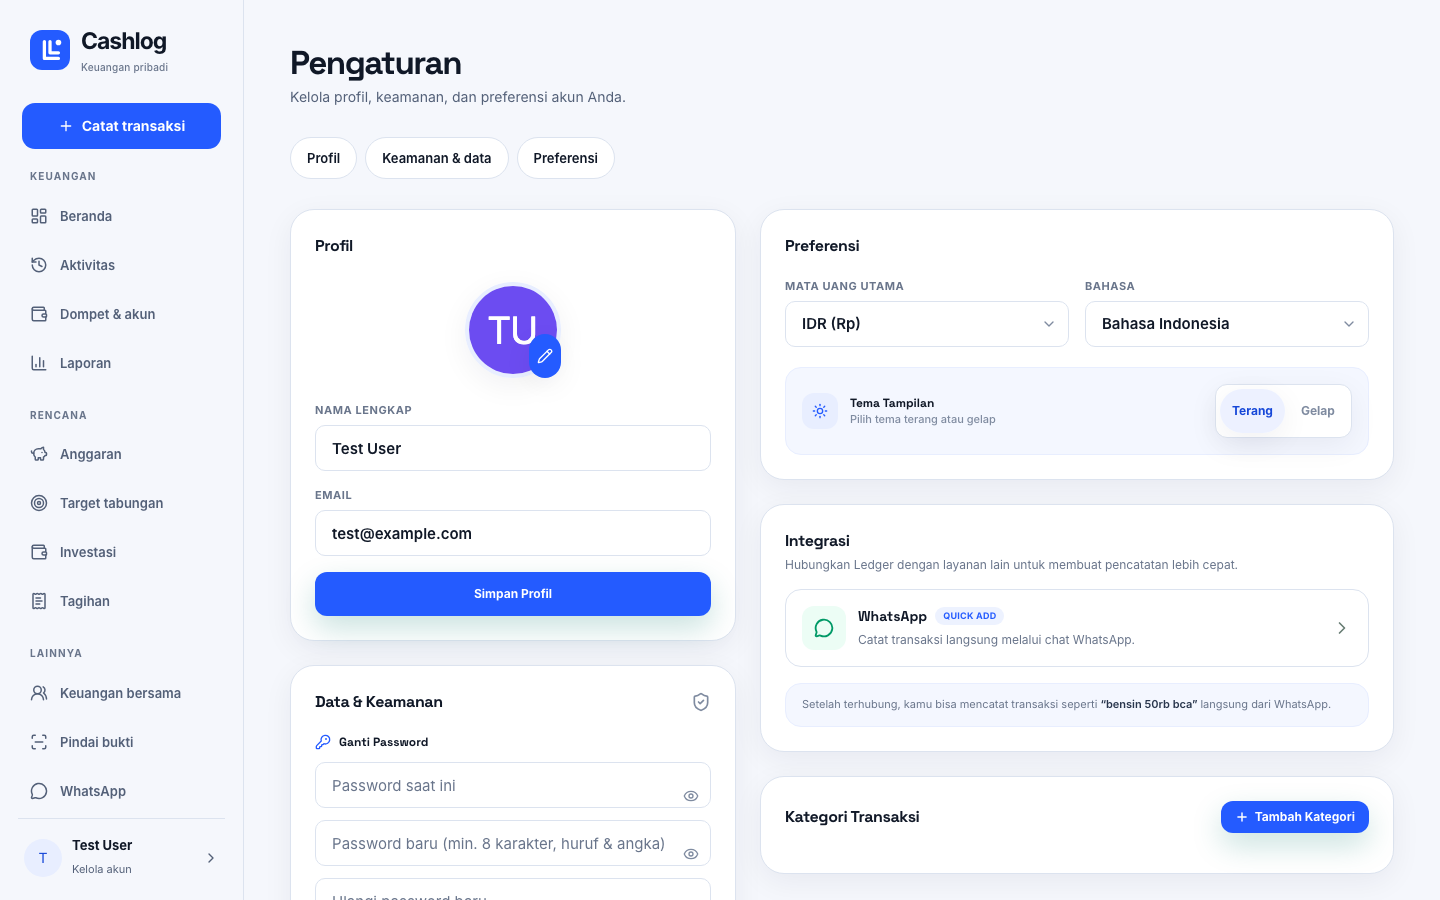 Cashlog
Keuangan pribadi
Catat transaksi
KEUANGAN
Beranda
Aktivitas
Dompet & akun
Laporan
RENCANA
Anggaran
Target tabungan
Investasi
Tagihan
LAINNYA
Keuangan bersama
Pindai bukti
WhatsApp
T
Test User
Kelola akun
Pengaturan
Kelola profil, keamanan, dan preferensi akun Anda.
Profil
Keamanan & data
Preferensi
Profil
TU
NAMA LENGKAP
Test User
EMAIL
test@example.com
Simpan Profil
Data & Keamanan
Ganti Password
Password saat ini
Password baru (min. 8 karakter, huruf & angka)
Ulangi password baru
Preferensi
MATA UANG UTAMA
IDR (Rp)
BAHASA
Bahasa Indonesia
Tema Tampilan
Pilih tema terang atau gelap
Terang
Gelap
Integrasi
Hubungkan Ledger dengan layanan lain untuk membuat pencatatan lebih cepat.
WhatsApp
QUICK ADD
Catat transaksi langsung melalui chat WhatsApp.
Setelah terhubung, kamu bisa mencatat transaksi seperti “bensin 50rb bca” langsung dari WhatsApp.
Kategori Transaksi
Tambah Kategori